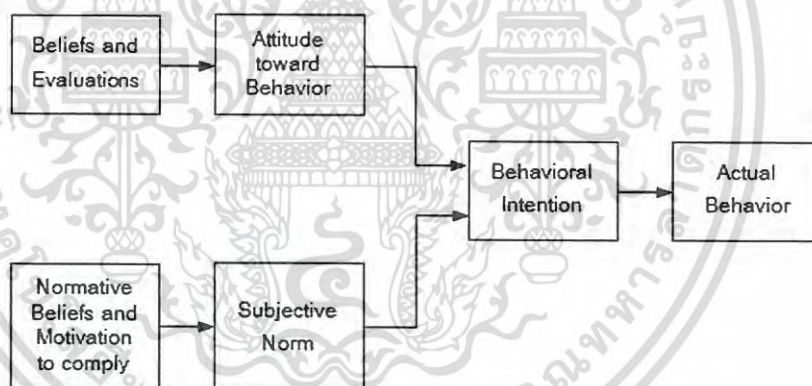 Beliefs and
Evaluations
Attitude
toward
Behavior
Behavioral
Intention
Actual
Behavior
Normative
Beliefs and
Motivation
to comply
Subjective
Norm